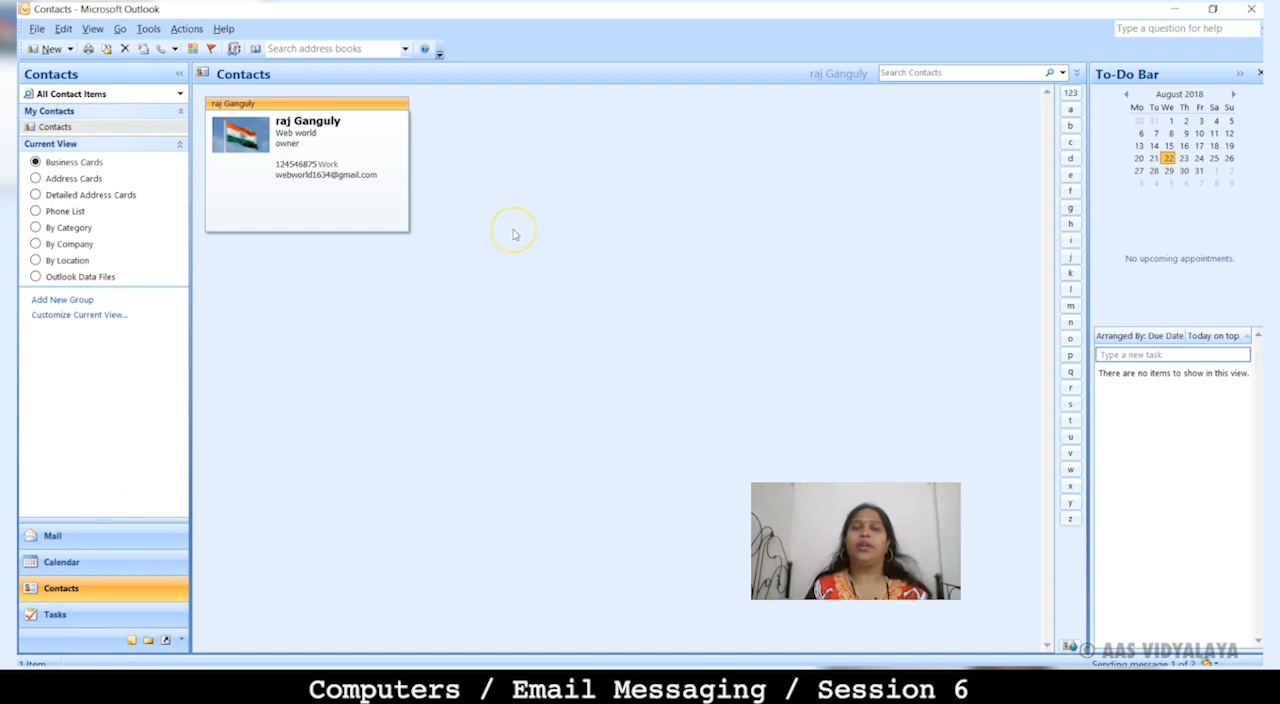 Contacts - Microsoft Outlook
File Edit View Go Tools Actions Help
Type a question for help
New
Search address books
Contacts
All Contact Items
My Contacts
Contacts
Current View
Business Cards
Address Cards
Detailed Address Cards
Phone List
By Category
By Company
By Location
Outlook Data Files
Add New Group
Customize Current View...
Mail
Calendar
Contacts
Tasks
1 Item
Contacts
raj Ganguly
Search Contacts
raj Ganguly
raj Ganguly
Web world
owner
124546875 Work
webworld1634@gmail.com
123
a
b
c
d
e
f
g
h
i
j
k
l
m
n
o
p
q
r
s
t
u
v
w
x
y
z
To-Do Bar
August 2018
Mo Tu We Th Fr Sa Su
30 31 1 2 3 4 5
6 7 8 9 10 11 12
13 14 15 16 17 18 19
20 21 22 23 24 25 26
27 28 29 30 31 1 2
3 4 5 6 7 8 9
No upcoming appointments.
Arranged By: Due Date Today on top
Type a new task
There are no items to show in this view.
© AAS VIDYALAYA
Sending message 1 of 2
Computers / Email Messaging / Session 6